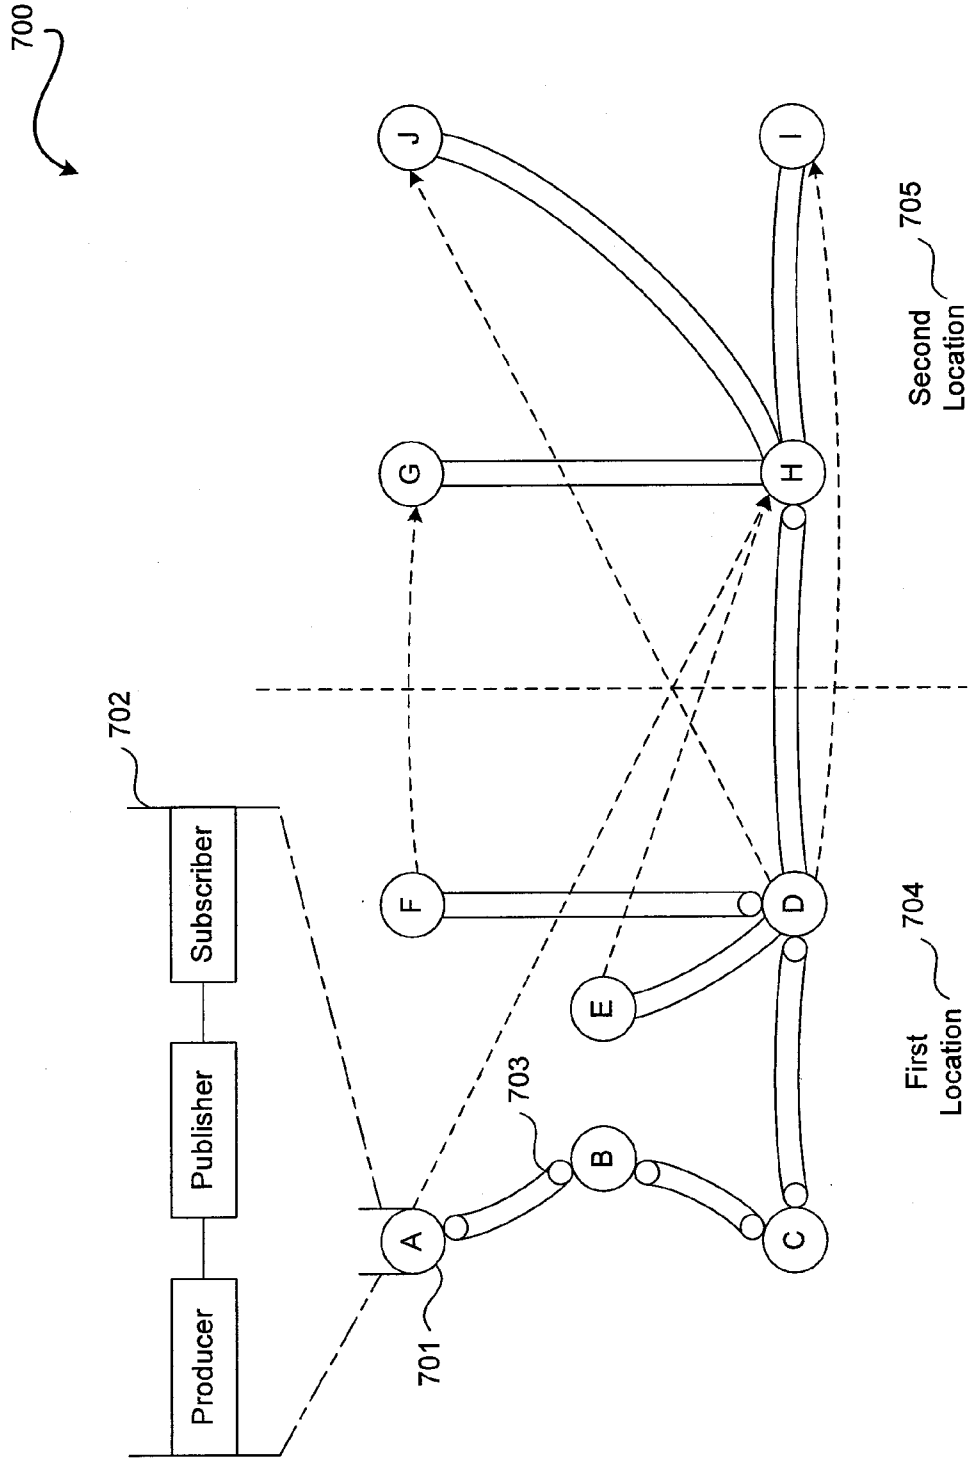 700
702
Producer
Publisher
Subscriber
701
A
703
B
C
E
F
D
G
H
J
I
First
Location
704
Second
Location
705